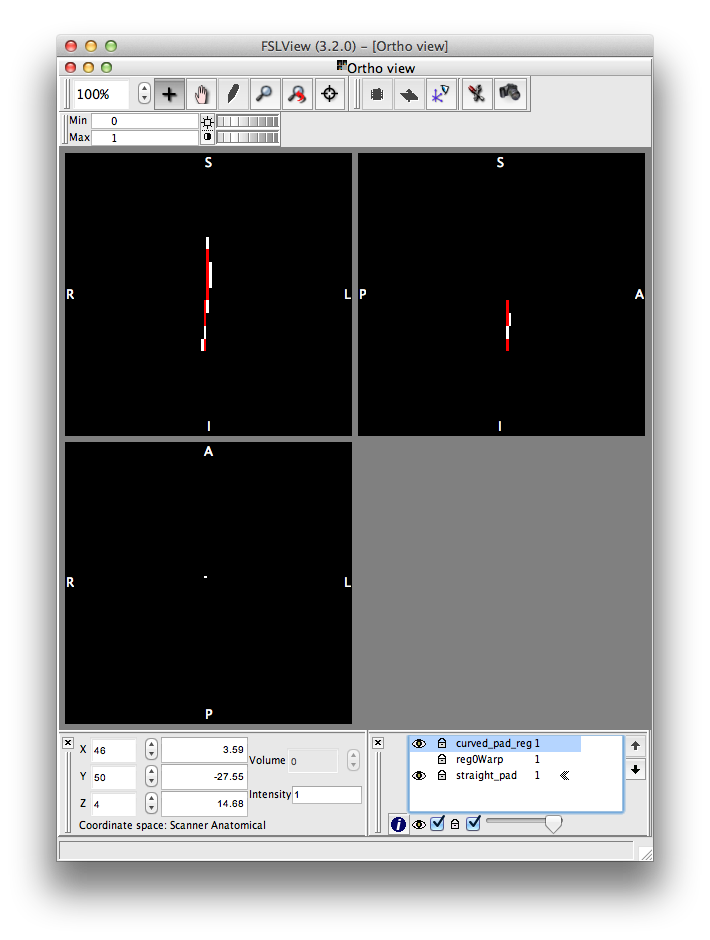 FSLView (3.2.0) – [Ortho view]
Ortho view
100%
Min 0
Max 1
S
R L
I
S
P A
I
A
R L
P
X 46 3.59
Y 50 -27.55
Z 4 14.68
Volume 0
Intensity 1
Coordinate space: Scanner Anatomical
curved_pad_reg 1
reg0Warp 1
straight_pad 1